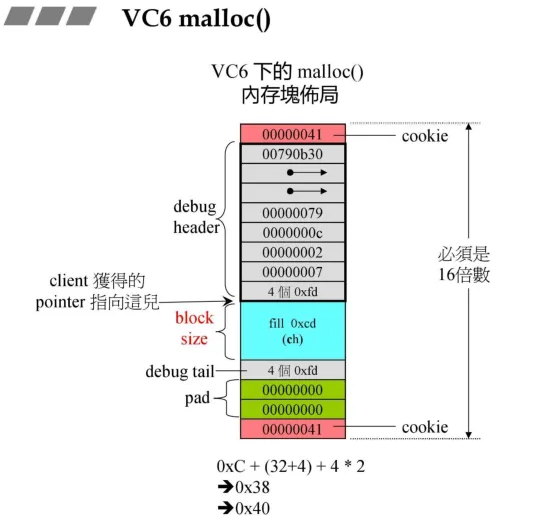 VC6 malloc()
VC6 下的 malloc()
內存塊佈局
00000041
cookie
00790b30
debug
header
00000079
0000000c
00000002
00000007
4 個 0xfd
必須是
16倍數
client 獲得的
pointer 指向這兒
block
size
fill 0xcd
(ch)
debug tail
4 個 0xfd
pad
00000000
00000000
00000041
cookie
0xC + (32+4) + 4 * 2
➔0x38
➔0x40